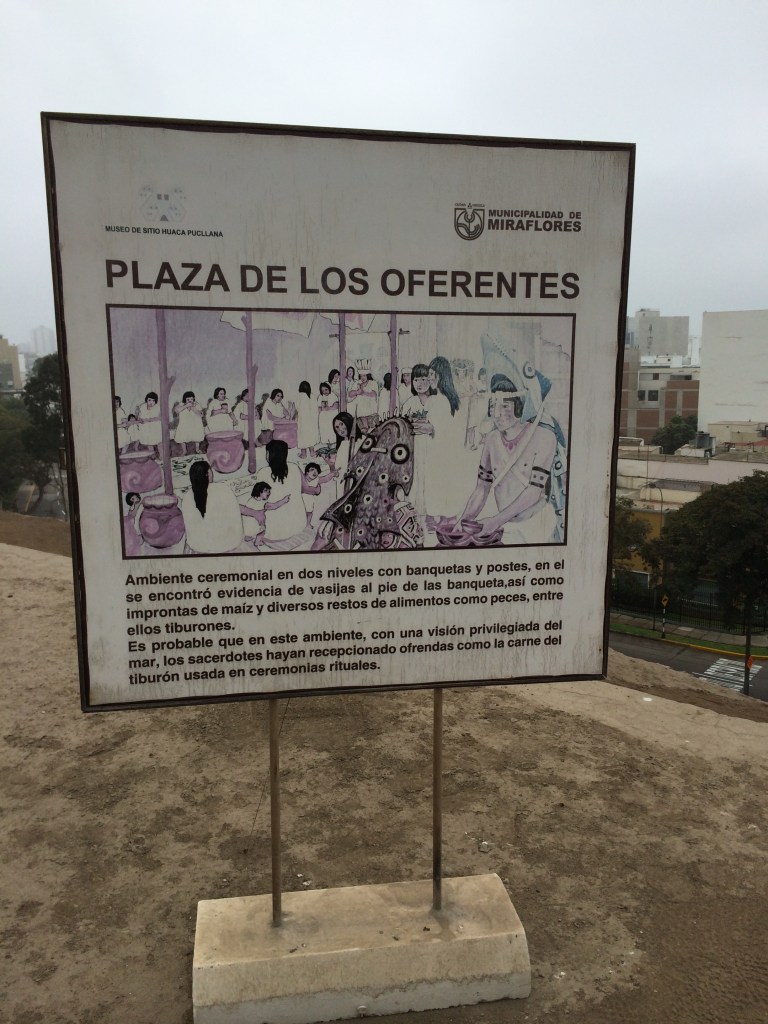 MUSEO DE SITIO HUACA PUCLLANA
MUNICIPALIDAD DE
MIRAFLORES
PLAZA DE LOS OFERENTES
Ambiente ceremonial en dos niveles con banquetas y postes, en el
se encontró evidencia de vasijas al pie de las banqueta,así como
improntas de maíz y diversos restos de alimentos como peces, entre
ellos tiburones.
Es probable que en este ambiente, con una visión privilegiada del
mar, los sacerdotes hayan recepcionado ofrendas como la carne del
tiburón usada en ceremonias rituales.